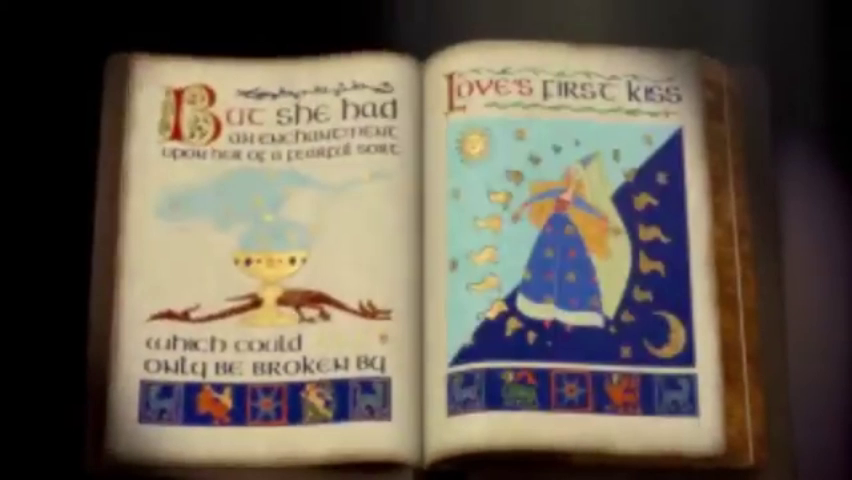 But she had
an enchantment
upon her of a fearful sort
which could
only be broken by
Love's first kiss